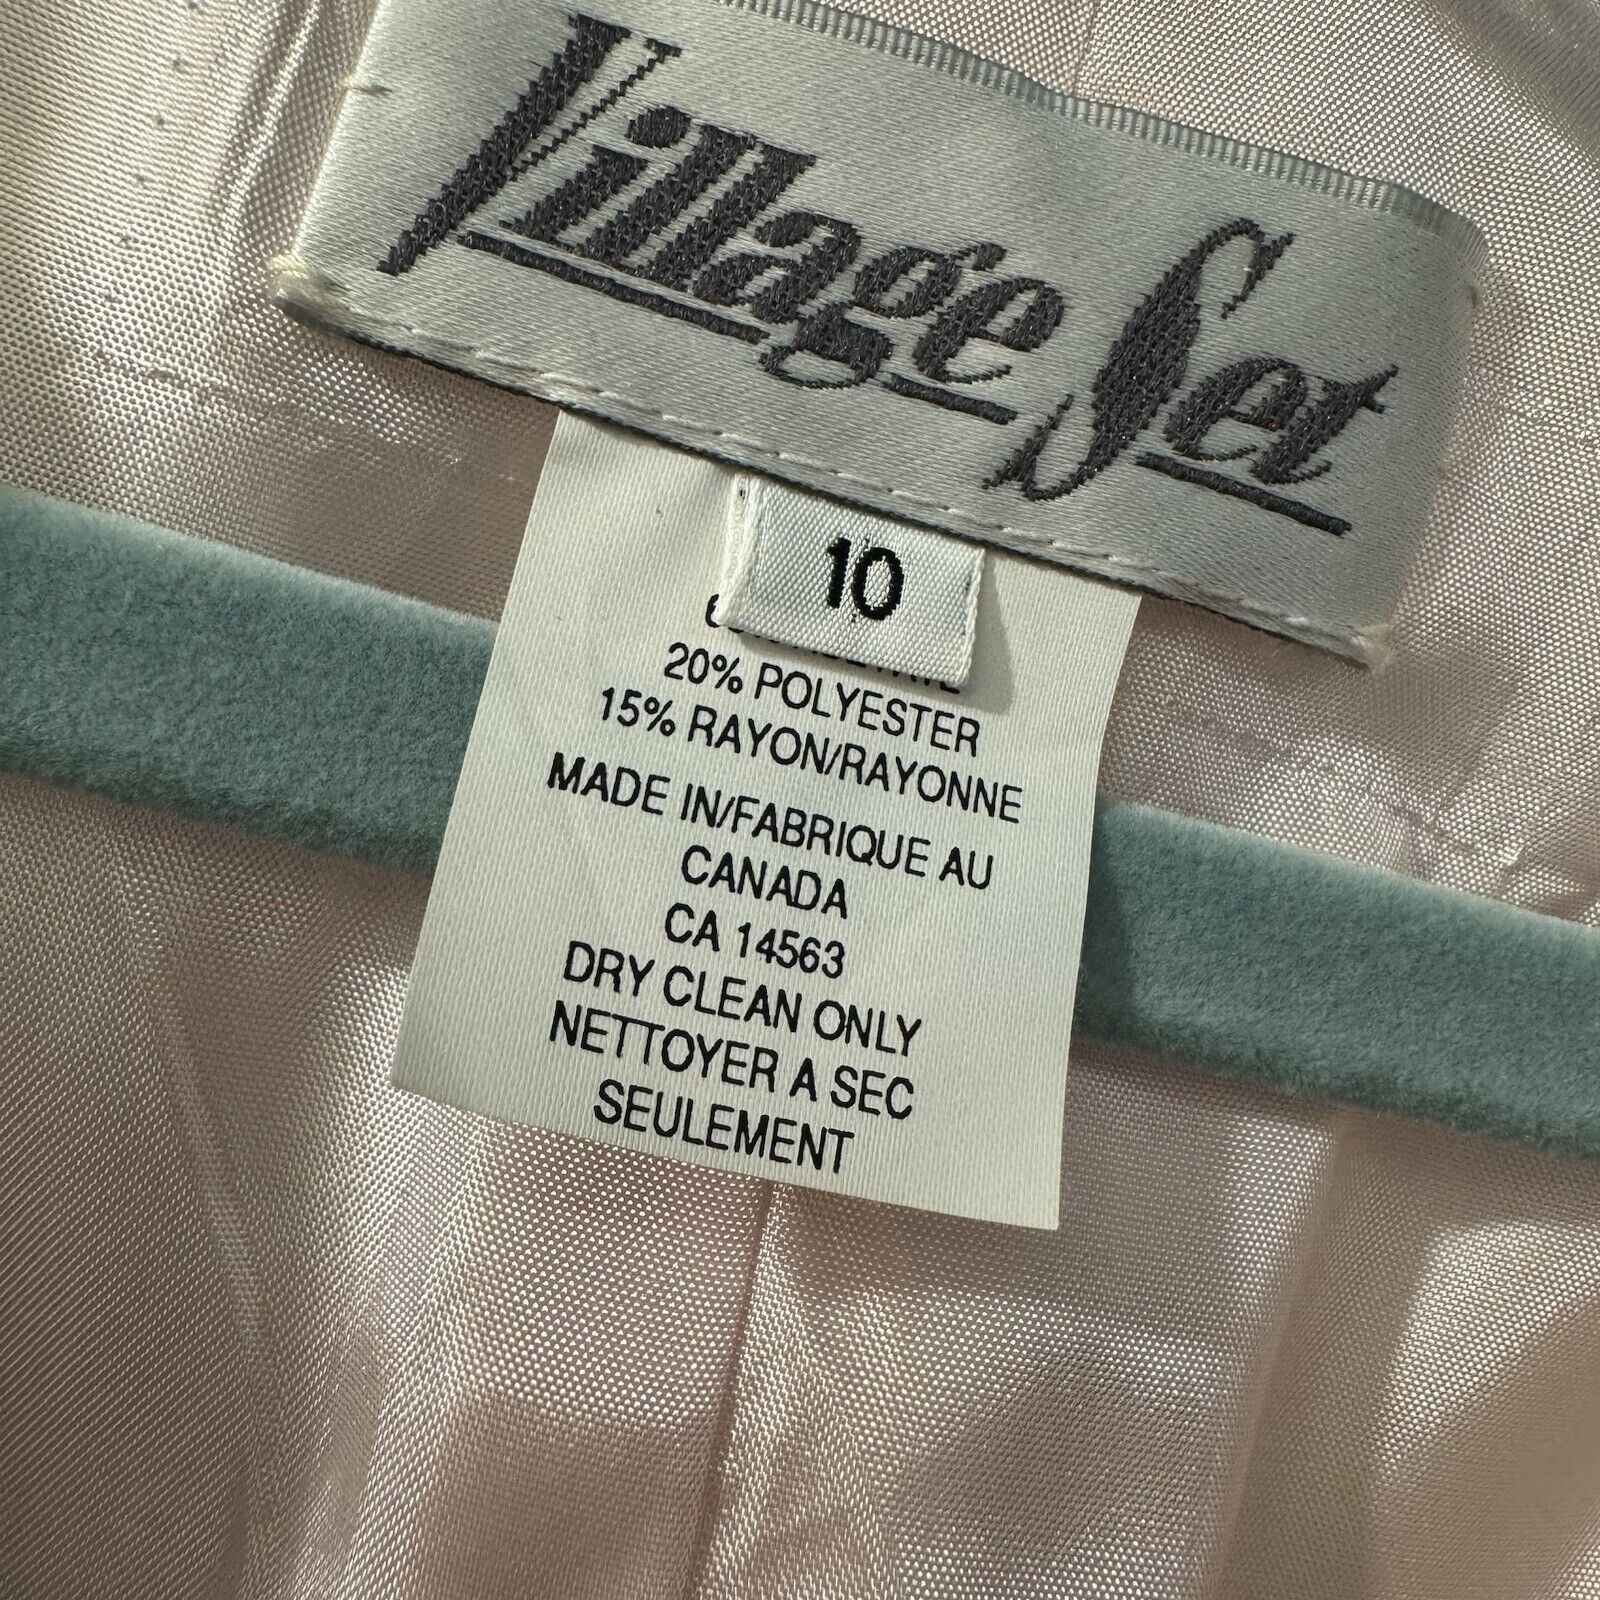 Village Set
10
20% POLYESTER
15% RAYON/RAYONNE
MADE IN/FABRIQUE AU
CANADA
CA 14563
DRY CLEAN ONLY
NETTOYER A SEC
SEULEMENT